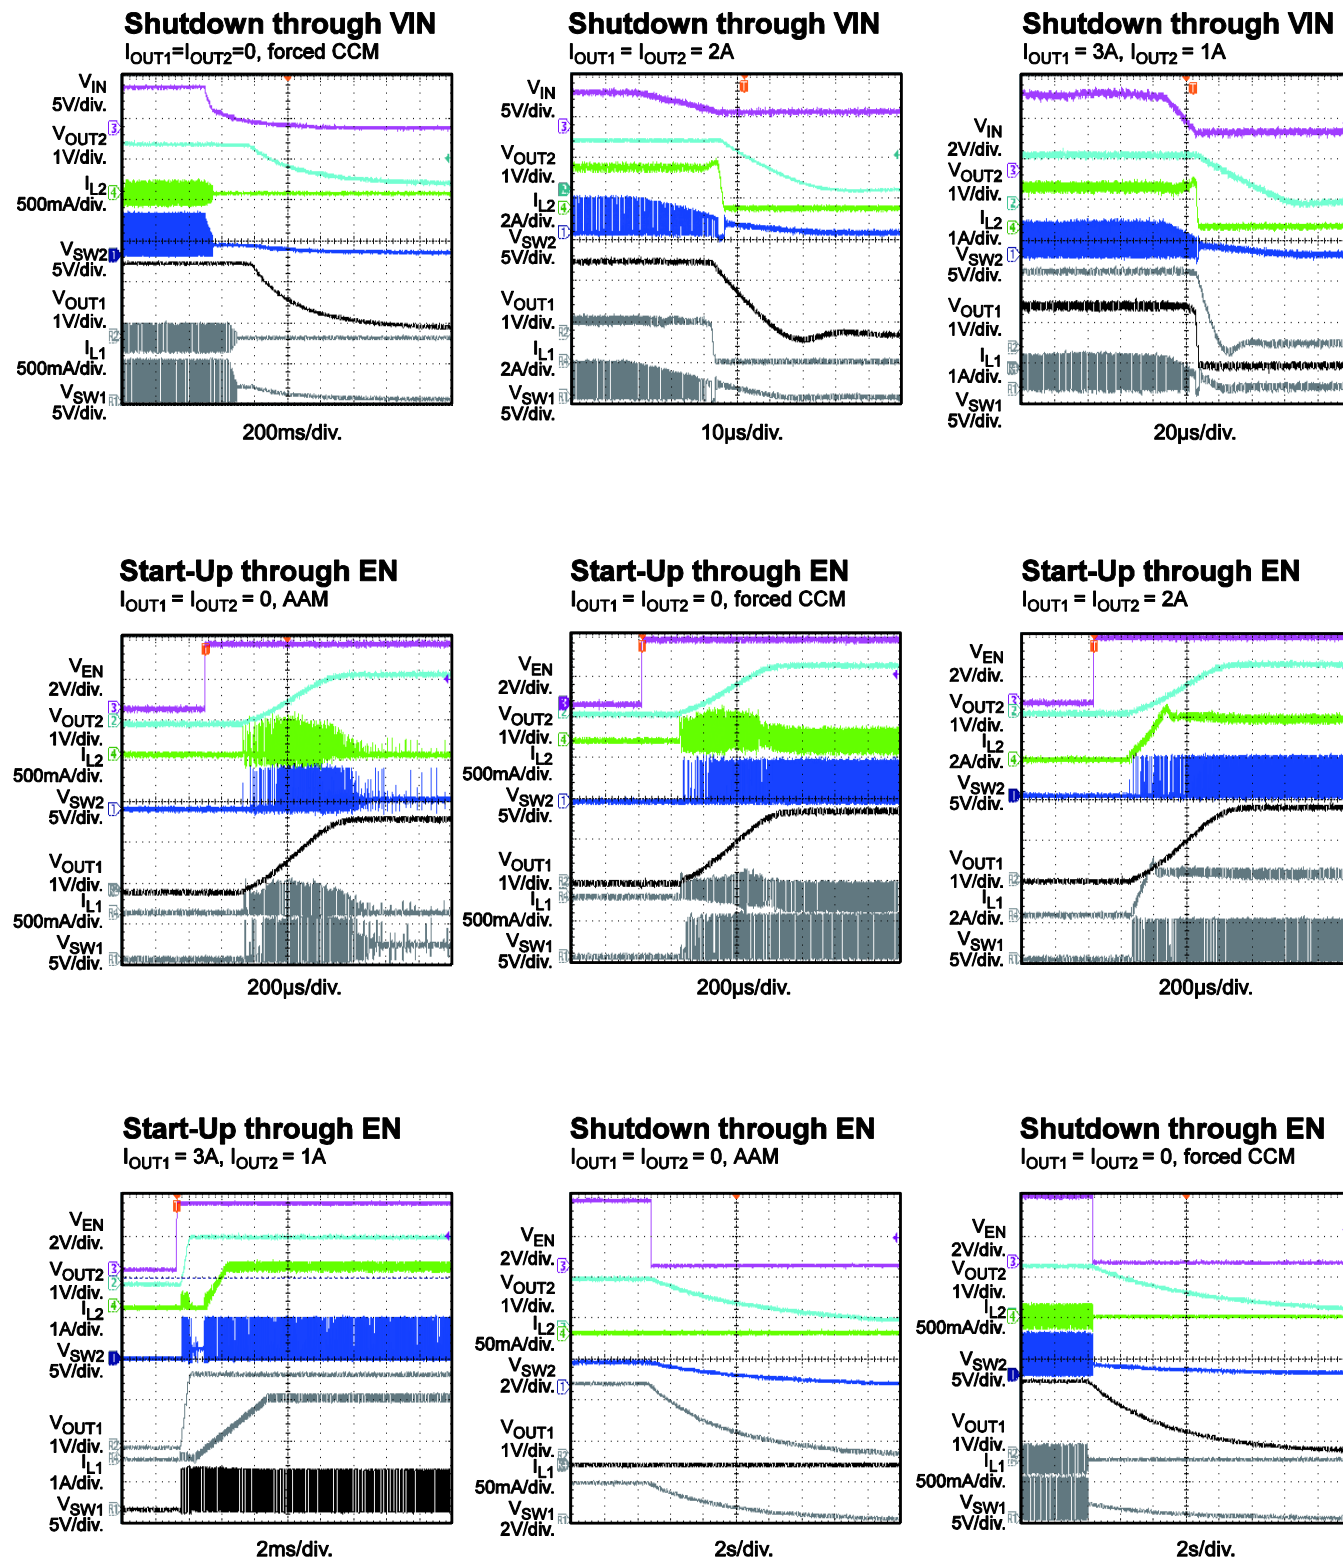 Shutdown through VIN
IOUT1=IOUT2=0, forced CCM
VIN
5V/div.
VOUT2
1V/div.
IL2
500mA/div.
VSW2
5V/div.
VOUT1
1V/div.
IL1
500mA/div.
VSW1
5V/div.
200ms/div.
Shutdown through VIN
IOUT1 = IOUT2 = 2A
VIN
5V/div.
VOUT2
1V/div.
IL2
2A/div.
VSW2
5V/div.
VOUT1
1V/div.
IL1
2A/div.
VSW1
5V/div.
10µs/div.
Shutdown through VIN
IOUT1 = 3A, IOUT2 = 1A
VIN
2V/div.
VOUT2
1V/div.
IL2
1A/div.
VSW2
5V/div.
VOUT1
1V/div.
IL1
1A/div.
VSW1
5V/div.
20µs/div.
Start-Up through EN
IOUT1 = IOUT2 = 0, AAM
VEN
2V/div.
VOUT2
1V/div.
IL2
500mA/div.
VSW2
5V/div.
VOUT1
1V/div.
IL1
500mA/div.
VSW1
5V/div.
200µs/div.
Start-Up through EN
IOUT1 = IOUT2 = 0, forced CCM
VEN
2V/div.
VOUT2
1V/div.
IL2
500mA/div.
VSW2
5V/div.
VOUT1
1V/div.
IL1
500mA/div.
VSW1
5V/div.
200µs/div.
Start-Up through EN
IOUT1 = IOUT2 = 2A
VEN
2V/div.
VOUT2
1V/div.
IL2
2A/div.
VSW2
5V/div.
VOUT1
1V/div.
IL1
2A/div.
VSW1
5V/div.
200µs/div.
Start-Up through EN
IOUT1 = 3A, IOUT2 = 1A
VEN
2V/div.
VOUT2
1V/div.
IL2
1A/div.
VSW2
5V/div.
VOUT1
1V/div.
IL1
1A/div.
VSW1
5V/div.
2ms/div.
Shutdown through EN
IOUT1 = IOUT2 = 0, AAM
VEN
2V/div.
VOUT2
1V/div.
IL2
50mA/div.
VSW2
2V/div.
VOUT1
1V/div.
IL1
50mA/div.
VSW1
2V/div.
2s/div.
Shutdown through EN
IOUT1 = IOUT2 = 0, forced CCM
VEN
2V/div.
VOUT2
1V/div.
IL2
500mA/div.
VSW2
5V/div.
VOUT1
1V/div.
IL1
500mA/div.
VSW1
5V/div.
2s/div.